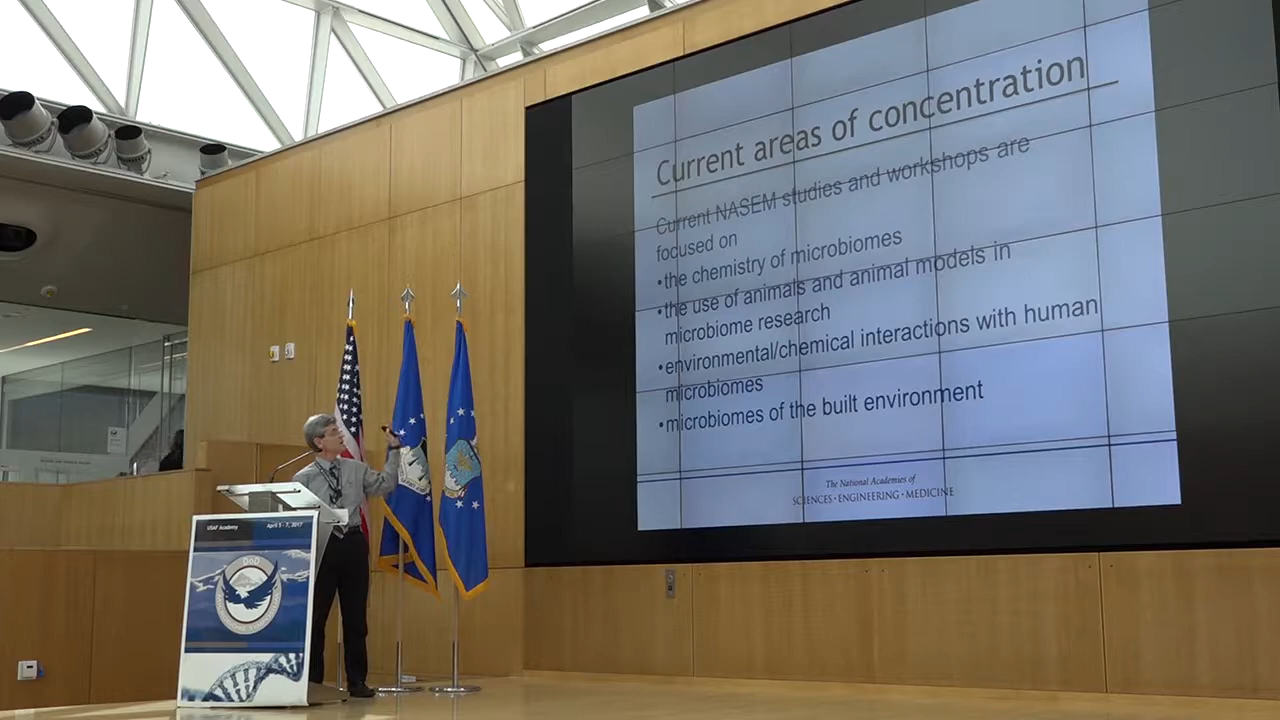 Current areas of concentration
Current NASEM studies and workshops are
focused on
•the chemistry of microbiomes
•the use of animals and animal models in
microbiome research
•environmental/chemical interactions with human
microbiomes
•microbiomes of the built environment
The National Academies of
SCIENCES • ENGINEERING • MEDICINE
USAF Academy April 3 - 7, 2017
DoD